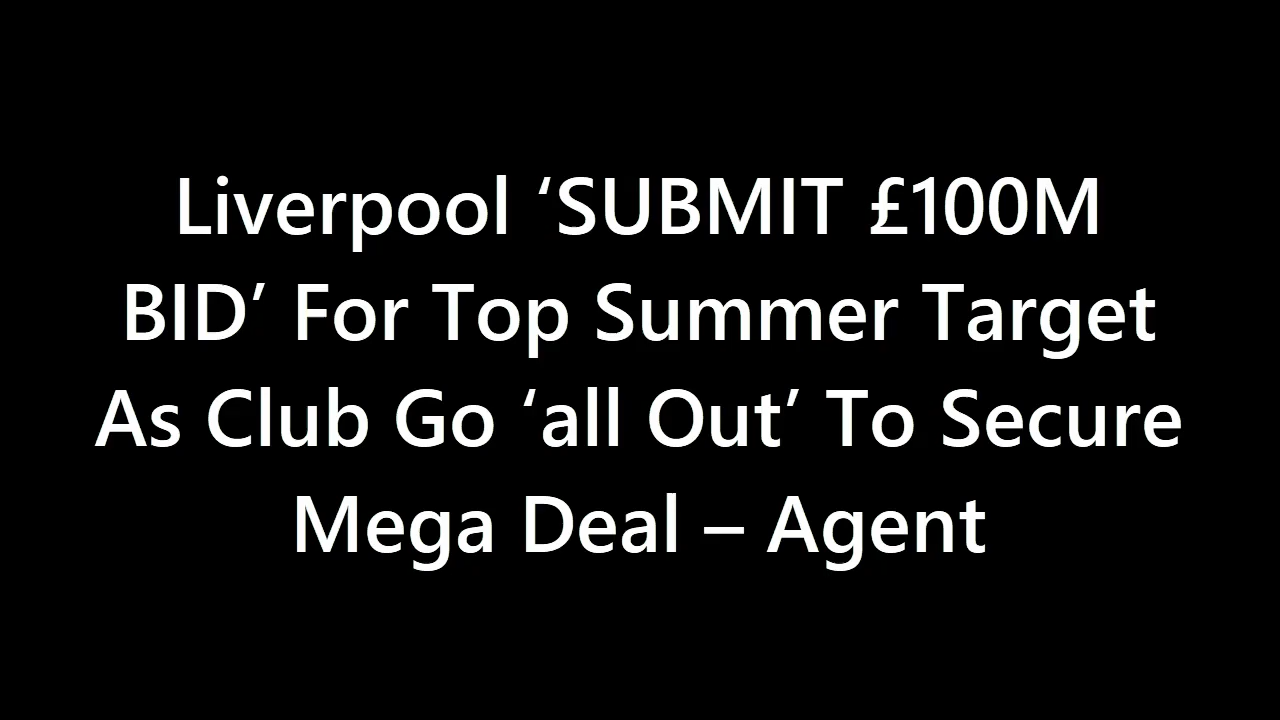 Liverpool ‘SUBMIT £100M
BID’ For Top Summer Target
As Club Go ‘all Out’ To Secure
Mega Deal – Agent